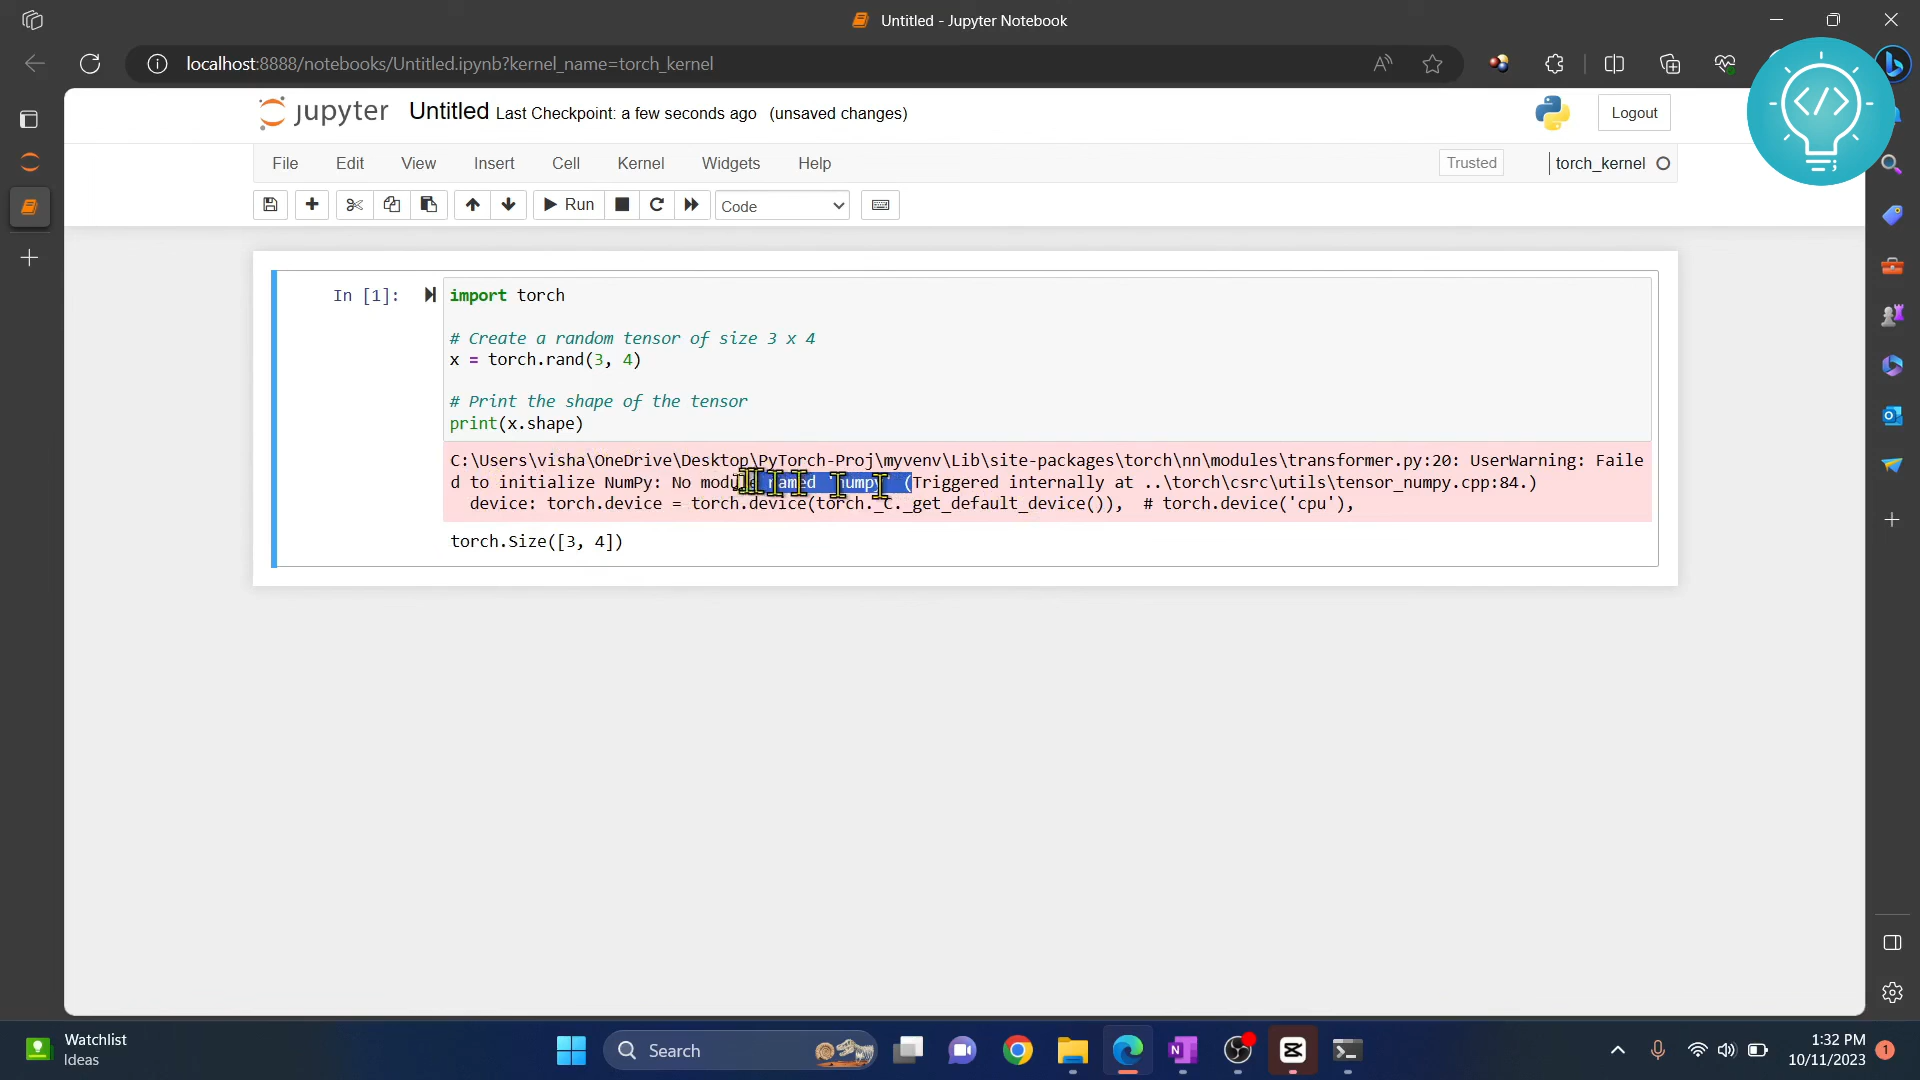 Untitled - Jupyter Notebook
localhost:8888/notebooks/Untitled.ipynb?kernel_name=torch_kernel
jupyter Untitled Last Checkpoint: a few seconds ago (unsaved changes)
Logout
File Edit View Insert Cell Kernel Widgets Help
Trusted
torch_kernel
Run
Code
In [1]:
import torch
# Create a random tensor of size 3 x 4
x = torch.rand(3, 4)
# Print the shape of the tensor
print(x.shape)
C:\Users\visha\OneDrive\Desktop\PyTorch-Proj\myvenv\Lib\site-packages\torch\nn\modules\transformer.py:20: UserWarning: Faile
d to initialize NumPy: No module named 'numpy' (Triggered internally at ..\torch\csrc\utils\tensor_numpy.cpp:84.)
device: torch.device = torch.device(torch._C._get_default_device()), # torch.device('cpu'),
torch.Size([3, 4])
Watchlist
Ideas
Search
1:32 PM
10/11/2023
1